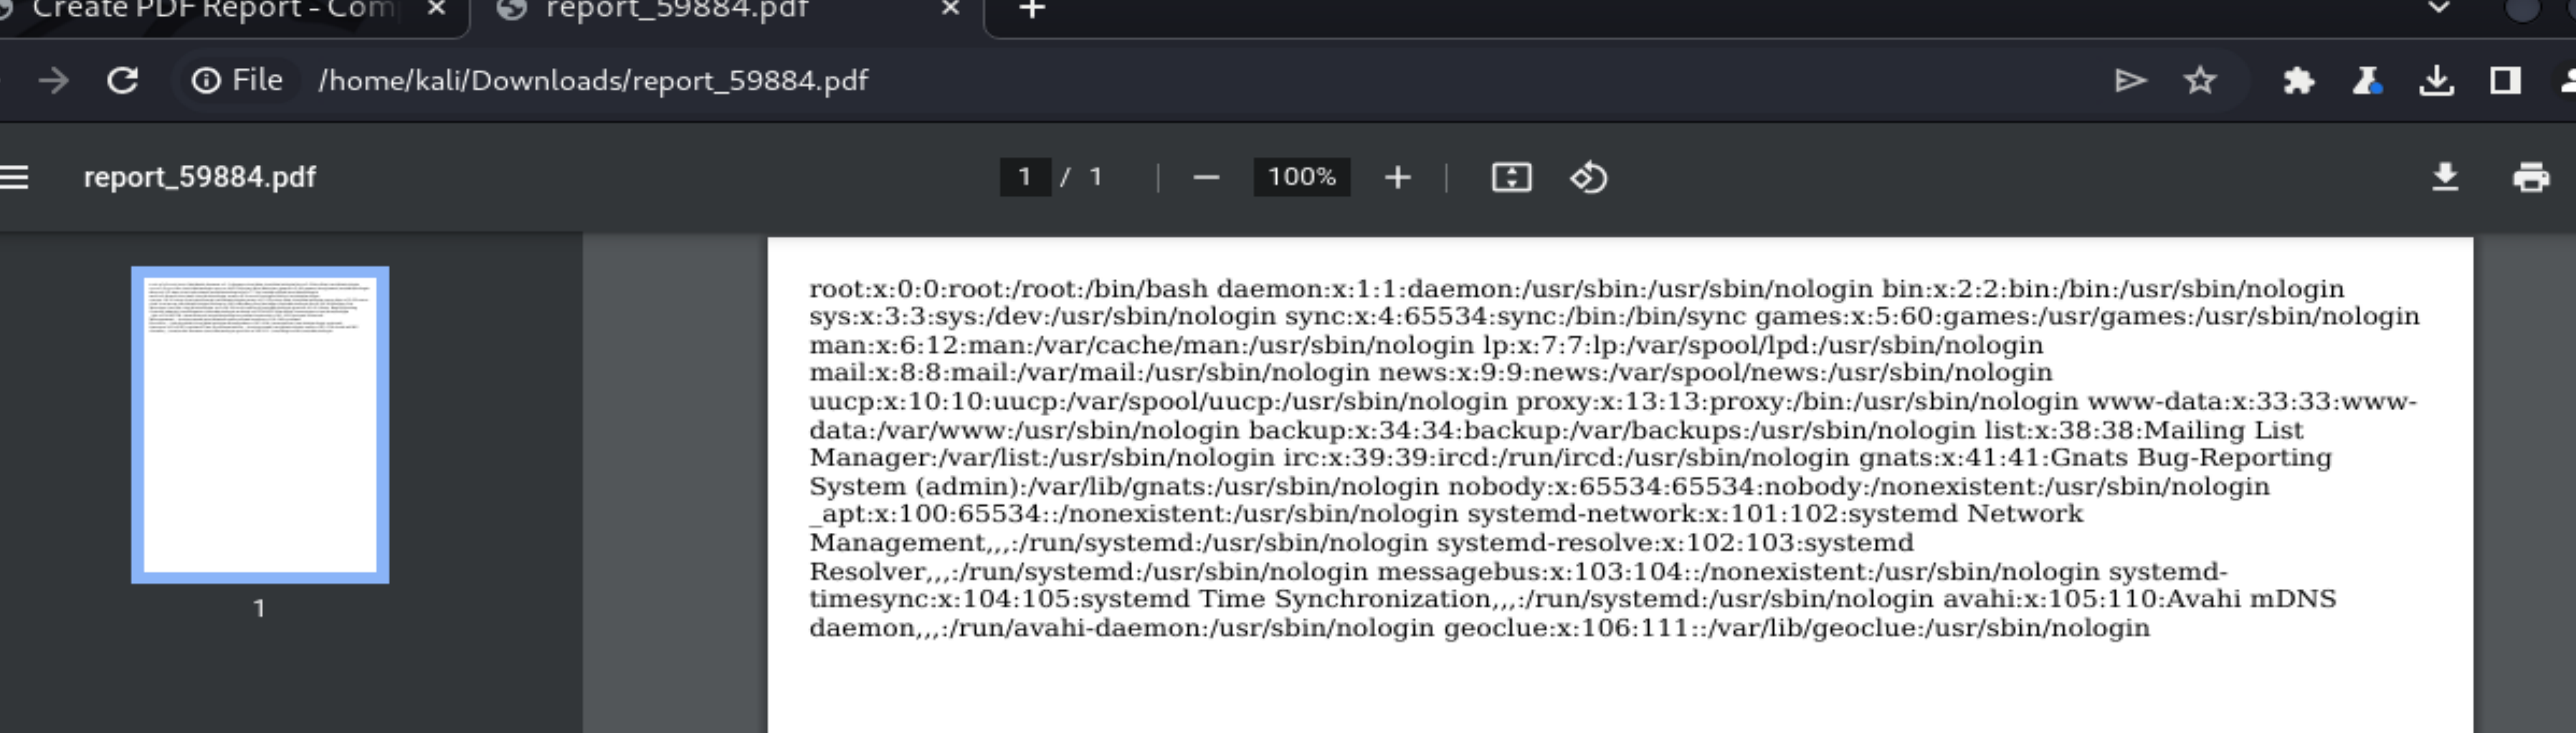 Create PDF Report - Com
report_59884.pdf
File
/home/kali/Downloads/report_59884.pdf
report_59884.pdf
1 / 1
100%
root:x:0:0:root:/root:/bin/bash daemon:x:1:1:daemon:/usr/sbin:/usr/sbin/nologin bin:x:2:2:bin:/bin:/usr/sbin/nologin
sys:x:3:3:sys:/dev:/usr/sbin/nologin sync:x:4:65534:sync:/bin:/bin/sync games:x:5:60:games:/usr/games:/usr/sbin/nologin
man:x:6:12:man:/var/cache/man:/usr/sbin/nologin lp:x:7:7:lp:/var/spool/lpd:/usr/sbin/nologin
mail:x:8:8:mail:/var/mail:/usr/sbin/nologin news:x:9:9:news:/var/spool/news:/usr/sbin/nologin
uucp:x:10:10:uucp:/var/spool/uucp:/usr/sbin/nologin proxy:x:13:13:proxy:/bin:/usr/sbin/nologin www-data:x:33:33:www-
data:/var/www:/usr/sbin/nologin backup:x:34:34:backup:/var/backups:/usr/sbin/nologin list:x:38:38:Mailing List
Manager:/var/list:/usr/sbin/nologin irc:x:39:39:ircd:/run/ircd:/usr/sbin/nologin gnats:x:41:41:Gnats Bug-Reporting
System (admin):/var/lib/gnats:/usr/sbin/nologin nobody:x:65534:65534:nobody:/nonexistent:/usr/sbin/nologin
_apt:x:100:65534::/nonexistent:/usr/sbin/nologin systemd-network:x:101:102:systemd Network
Management,,,:/run/systemd:/usr/sbin/nologin systemd-resolve:x:102:103:systemd
Resolver,,,:/run/systemd:/usr/sbin/nologin messagebus:x:103:104::/nonexistent:/usr/sbin/nologin systemd-
timesync:x:104:105:systemd Time Synchronization,,,:/run/systemd:/usr/sbin/nologin avahi:x:105:110:Avahi mDNS
daemon,,,:/run/avahi-daemon:/usr/sbin/nologin geoclue:x:106:111::/var/lib/geoclue:/usr/sbin/nologin
1